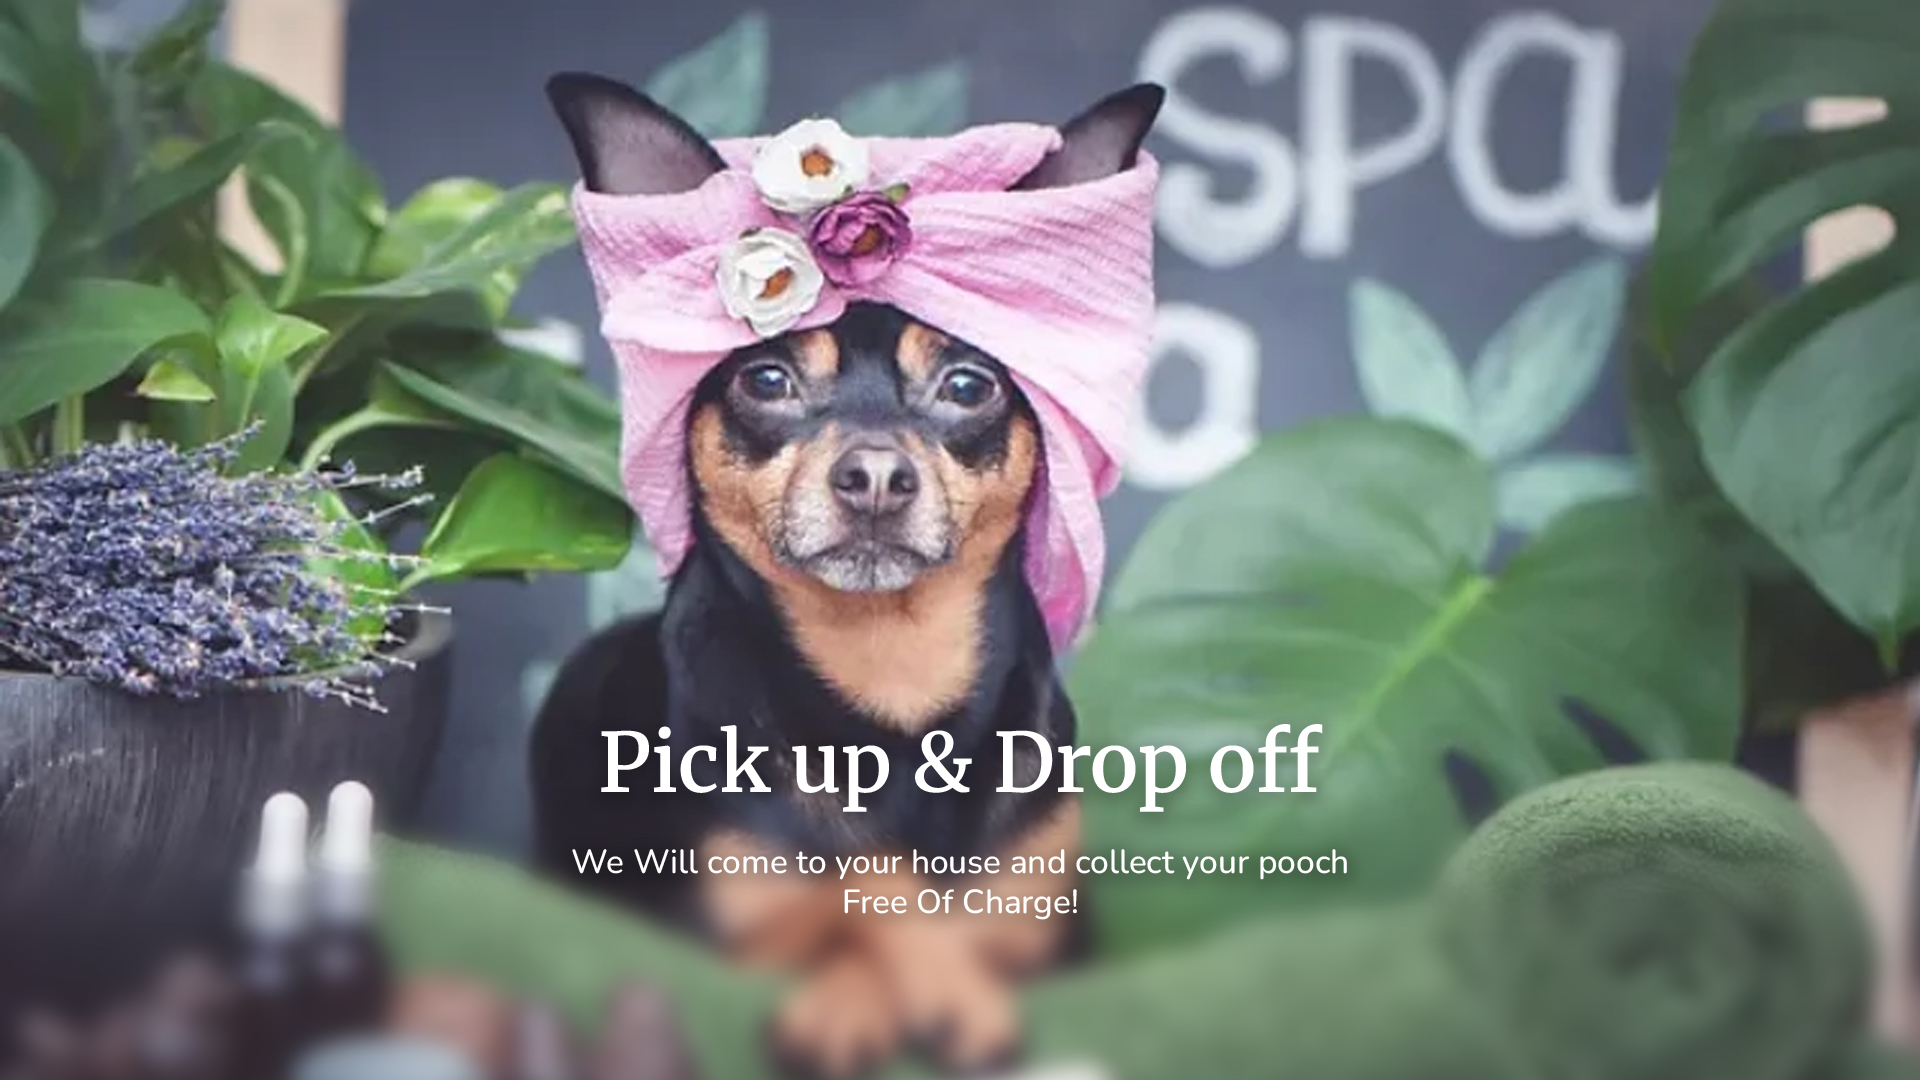 spa
a
Pick up & Drop off
We Will come to your house and collect your pooch
Free Of Charge!